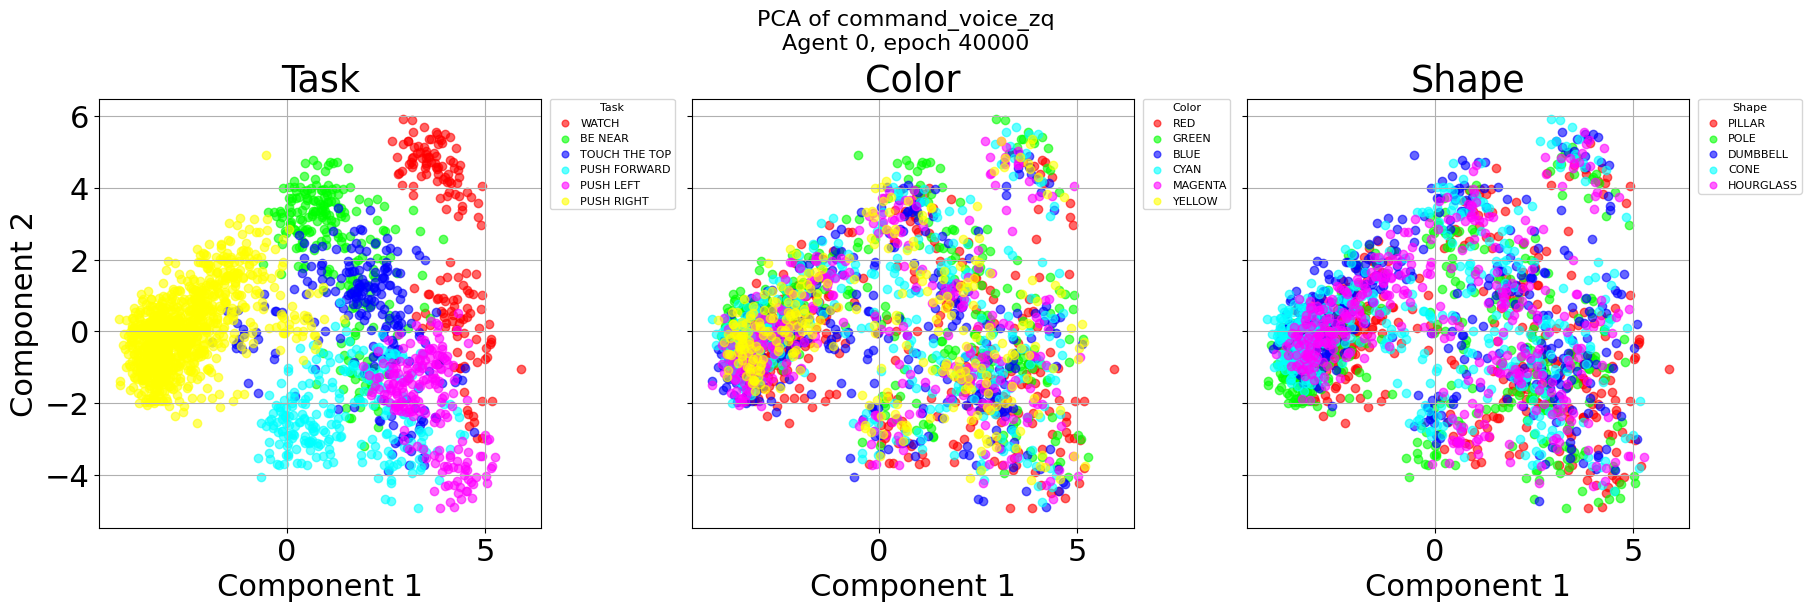 PCA of command_voice_zq
Agent 0, epoch 40000
Task
Color
Shape
Component 2
6
4
2
0
−2
−4
0
5
Component 1
Task
WATCH
BE NEAR
TOUCH THE TOP
PUSH FORWARD
PUSH LEFT
PUSH RIGHT
0
5
Component 1
Color
RED
GREEN
BLUE
CYAN
MAGENTA
YELLOW
0
5
Component 1
Shape
PILLAR
POLE
DUMBBELL
CONE
HOURGLASS